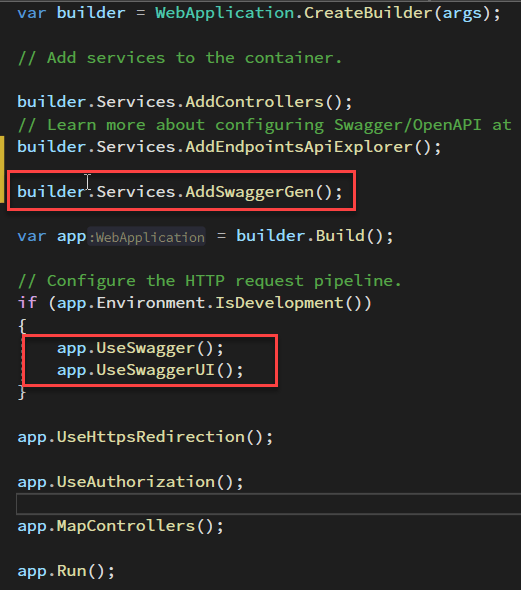 var builder = WebApplication.CreateBuilder(args);
// Add services to the container.
builder.Services.AddControllers();
// Learn more about configuring Swagger/OpenAPI at
builder.Services.AddEndpointsApiExplorer();
builder.Services.AddSwaggerGen();
var app:WebApplication = builder.Build();
// Configure the HTTP request pipeline.
if (app.Environment.IsDevelopment())
{
app.UseSwagger();
app.UseSwaggerUI();
}
app.UseHttpsRedirection();
app.UseAuthorization();
app.MapControllers();
app.Run();